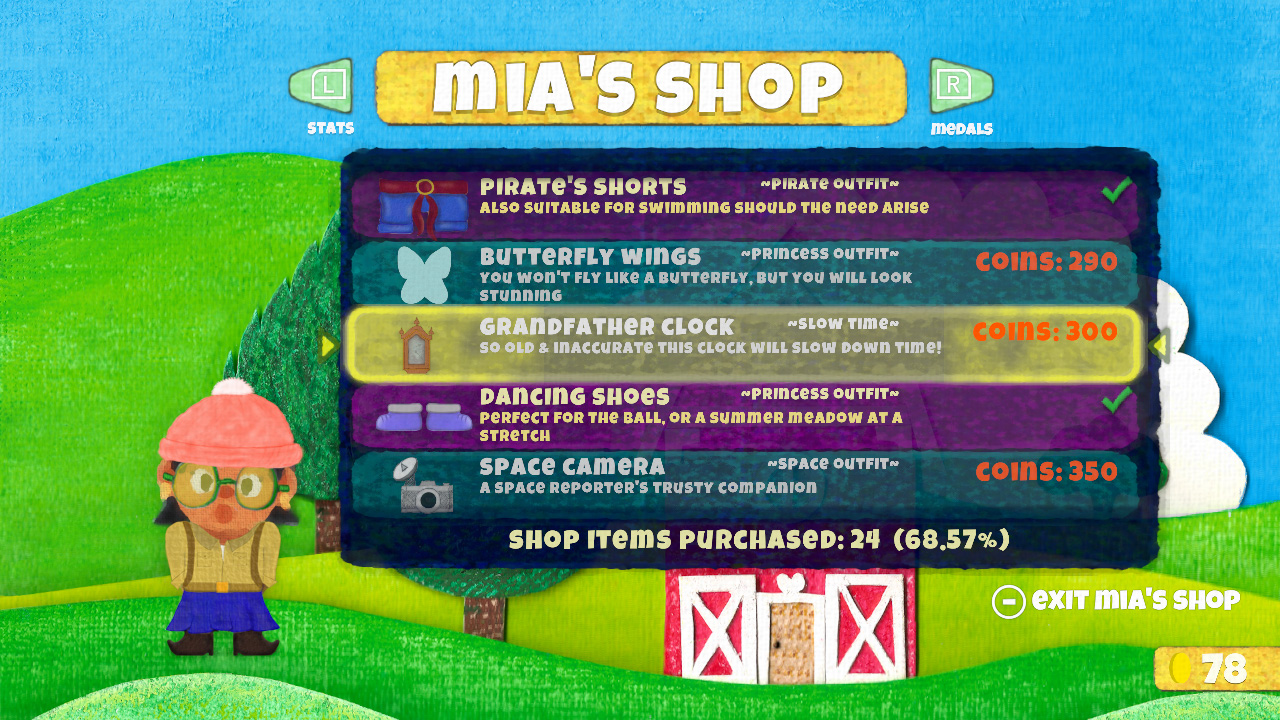 MIA'S SHOP
L
R
STATS
MEDALS
PIRATE'S SHORTS ~PIRATE OUTFIT~
ALSO SUITABLE FOR SWIMMING SHOULD THE NEED ARISE
BUTTERFLY WINGS ~PRINCESS OUTFIT~ COINS: 290
YOU WON'T FLY LIKE A BUTTERFLY, BUT YOU WILL LOOK
STUNNING
GRANDFATHER CLOCK ~SLOW TIME~ COINS: 300
SO OLD & INACCURATE THIS CLOCK WILL SLOW DOWN TIME!
DANCING SHOES ~PRINCESS OUTFIT~
PERFECT FOR THE BALL, OR A SUMMER MEADOW AT A
STRETCH
SPACE CAMERA ~SPACE OUTFIT~ COINS: 350
A SPACE REPORTER'S TRUSTY COMPANION
SHOP ITEMS PURCHASED: 24 (68.57%)
EXIT MIA'S SHOP
78